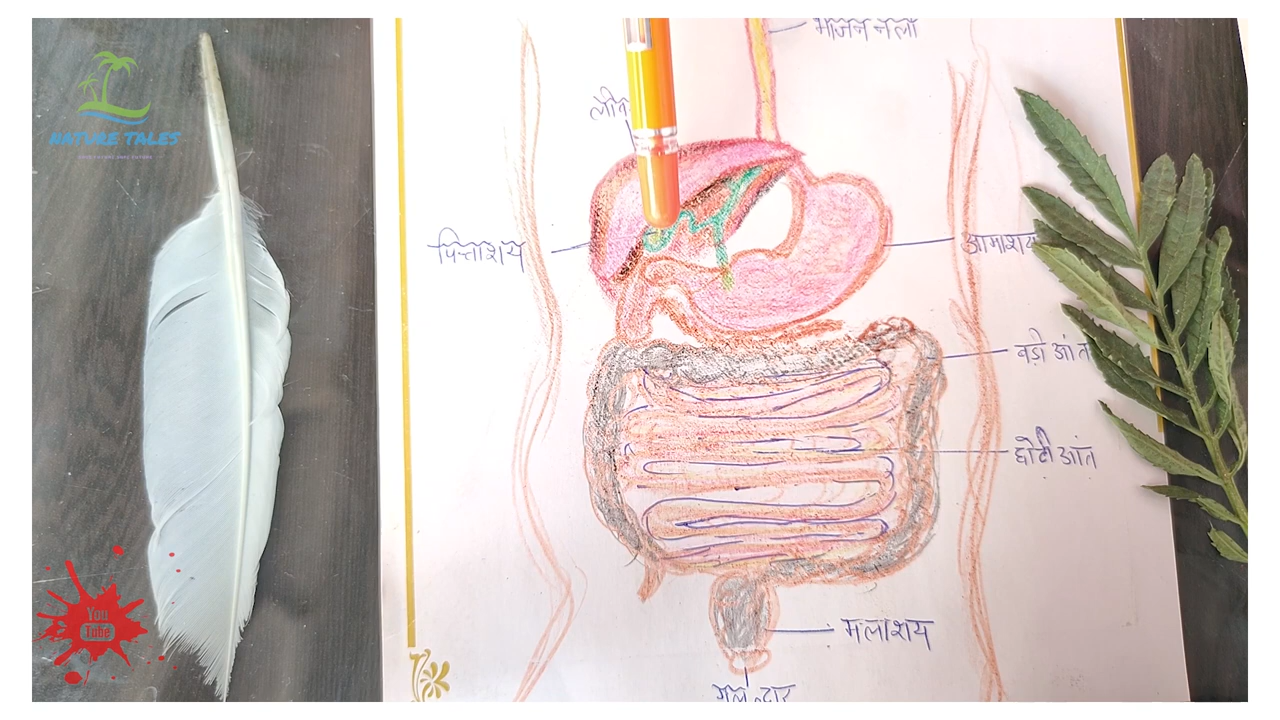 NATURE TALES
भोजन नली
पित्ताशय
आमाशय
बड़ी आंत
छोटी आंत
You
Tube
मलाशय